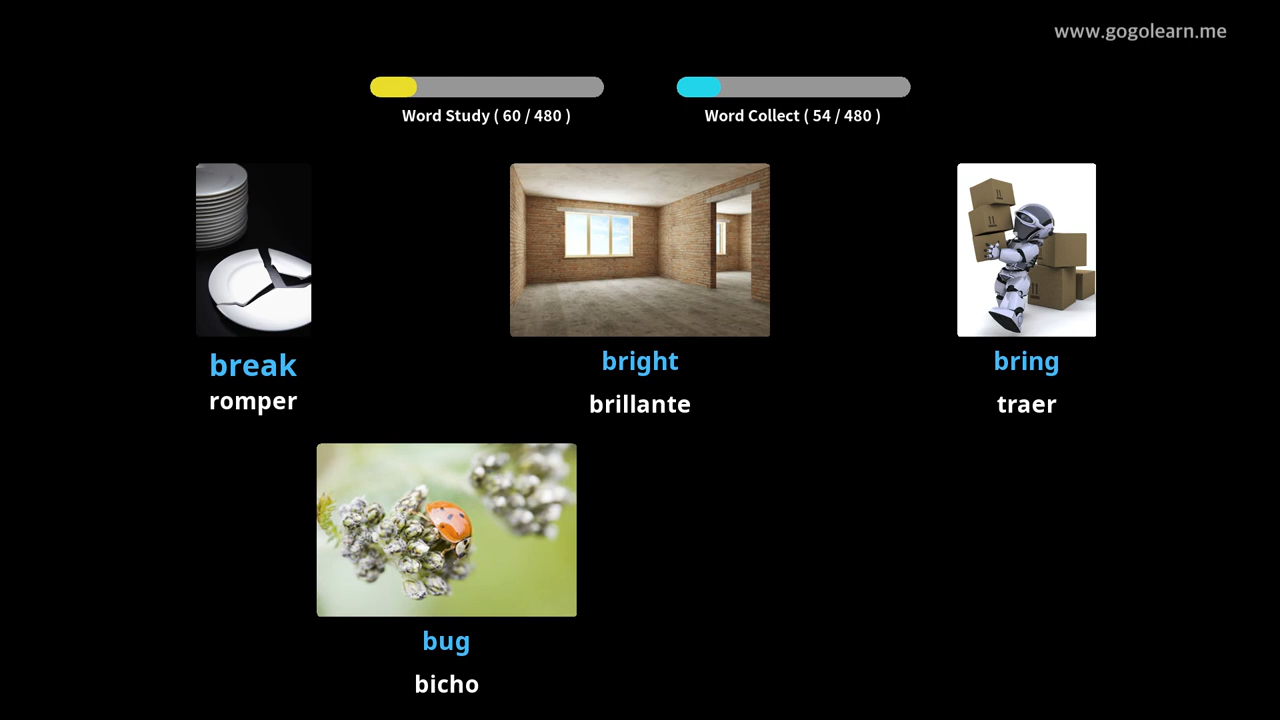 www.gogolearn.me
Word Study ( 60 / 480 )
Word Collect ( 54 / 480 )
break
romper
bright
brillante
bring
traer
bug
bicho